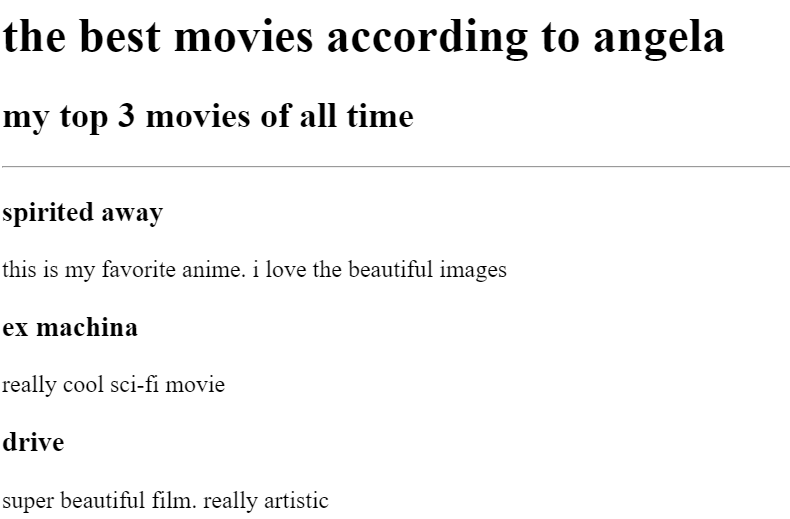 the best movies according to angela
my top 3 movies of all time
spirited away
this is my favorite anime. i love the beautiful images
ex machina
really cool sci-fi movie
drive
super beautiful film. really artistic